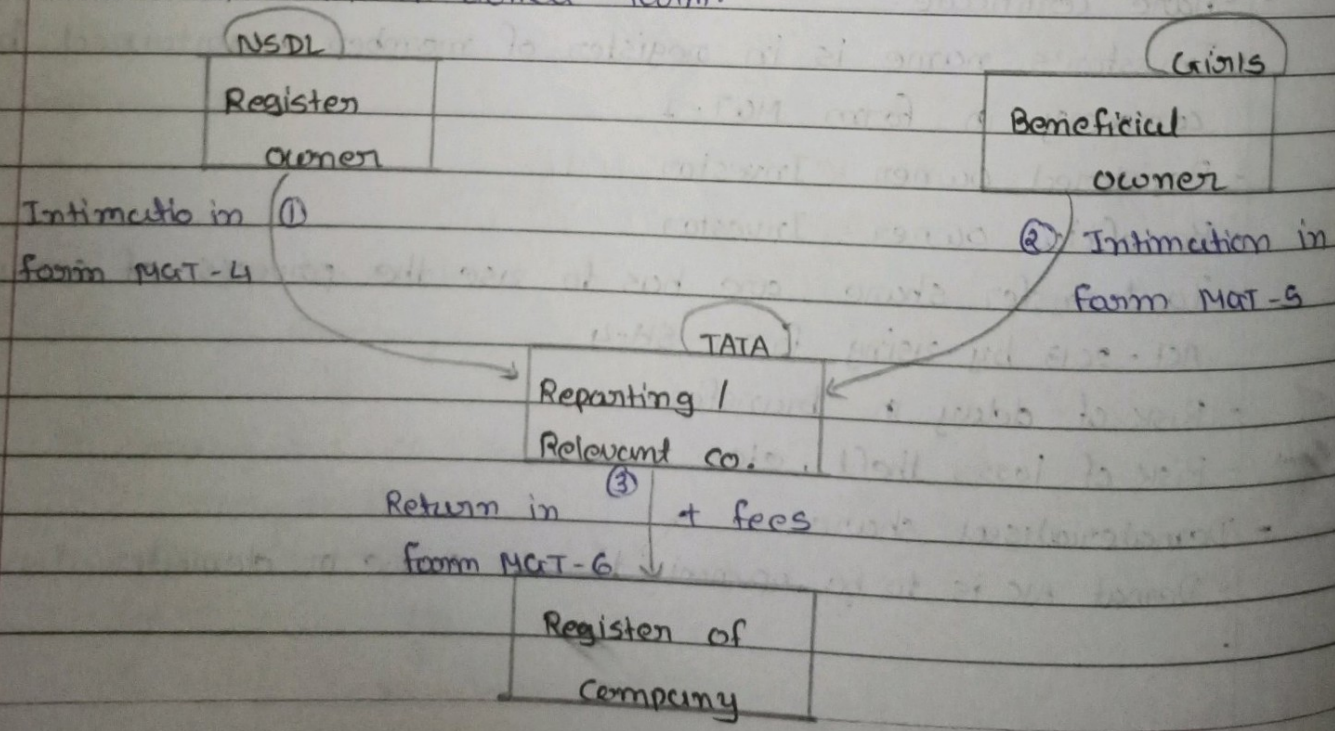 NSDL
Girls
Register
owner
Beneficial
owner
Intimatio in ①
form MGT-4
② Intimation in
form MGT-5
TATA
Reporting /
Relevant co.
③
Return in + fees
form MGT-6
Register of
Company